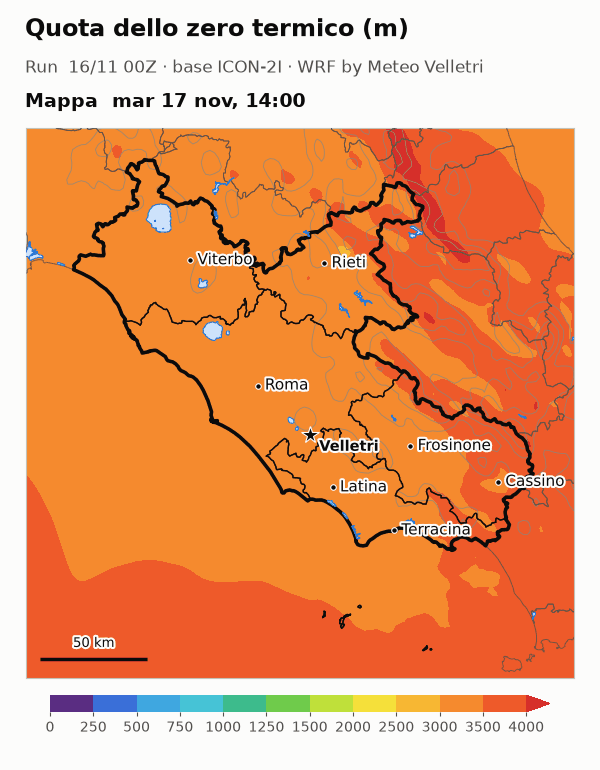 Quota dello zero termico (m)
Run  16/11 00Z · base ICON-2I · WRF by Meteo Velletri
Mappa  mar 17 nov, 14:00
Viterbo
Rieti
Roma
Velletri
Frosinone
Latina
Cassino
Terracina
50 km
0 250 500 750 1000 1250 1500 2000 2500 3000 3500 4000